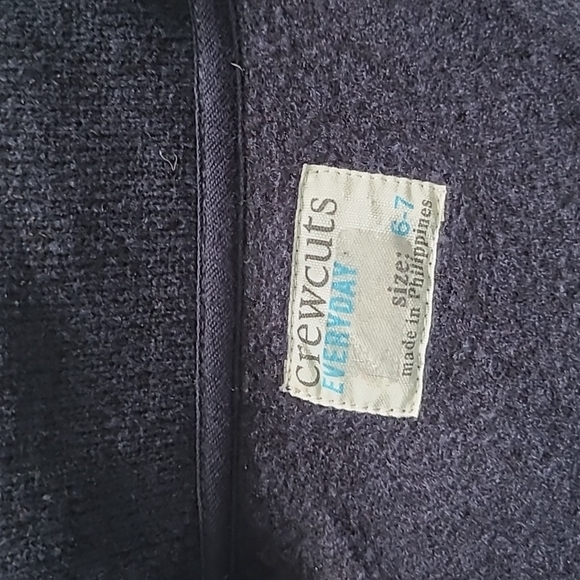 crewcuts
EVERYDAY
size: 6-7
made in Philippines